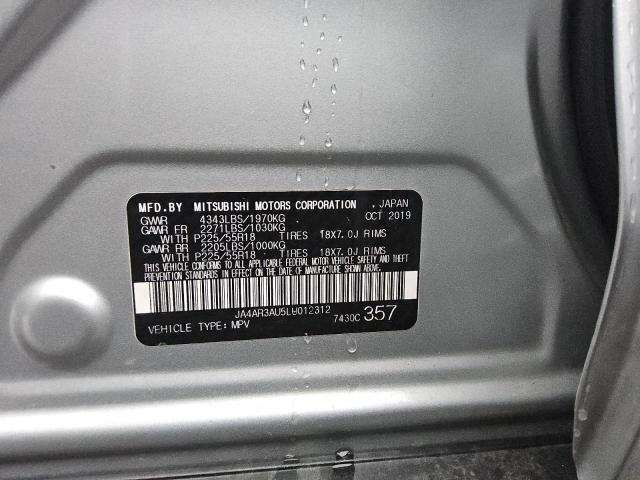 MFD.BY MITSUBISHI MOTORS CORPORATION , JAPAN
GVWR 4343LBS/1970KG OCT 2019
GAWR FR 2271LBS/1030KG
WITH P225/55R18 TIRES 18X7.0J RIMS
GAWR RR 2205LBS/1000KG
WITH P225/55R18 TIRES 18X7.0J RIMS
THIS VEHICLE CONFORMS TO ALL APPLICABLE FEDERAL MOTOR VEHICLE SAFETY AND THEFT
PREVENTION STANDARDS IN EFFECT ON THE DATE OF MANUFACTURE SHOWN ABOVE.
JA4AR3AU5LU012312
VEHICLE TYPE: MPV 7430C 357